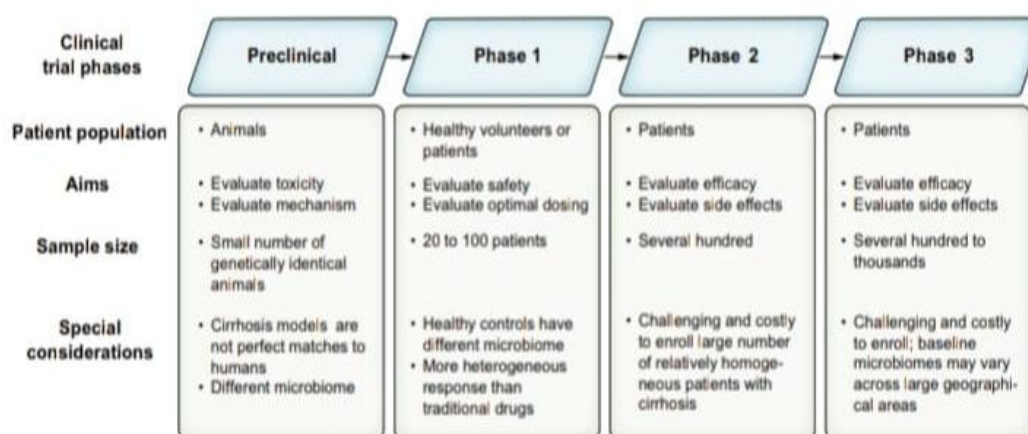 Clinical
trial phases
Preclinical
Phase 1
Phase 2
Phase 3
Patient population
• Animals
• Healthy volunteers or
patients
• Patients
• Patients
Aims
• Evaluate toxicity
• Evaluate mechanism
• Evaluate safety
• Evaluate optimal dosing
• Evaluate efficacy
• Evaluate side effects
• Evaluate efficacy
• Evaluate side effects
Sample size
• Small number of
genetically identical
animals
• 20 to 100 patients
• Several hundred
• Several hundred to
thousands
Special
considerations
• Cirrhosis models are
not perfect matches to
humans
• Different microbiome
• Healthy controls have
different microbiome
• More heterogeneous
response than
traditional drugs
• Challenging and costly
to enroll large number
of relatively homoge-
neous patients with
cirrhosis
• Challenging and costly
to enroll; baseline
microbiomes may vary
across large geographi-
cal areas